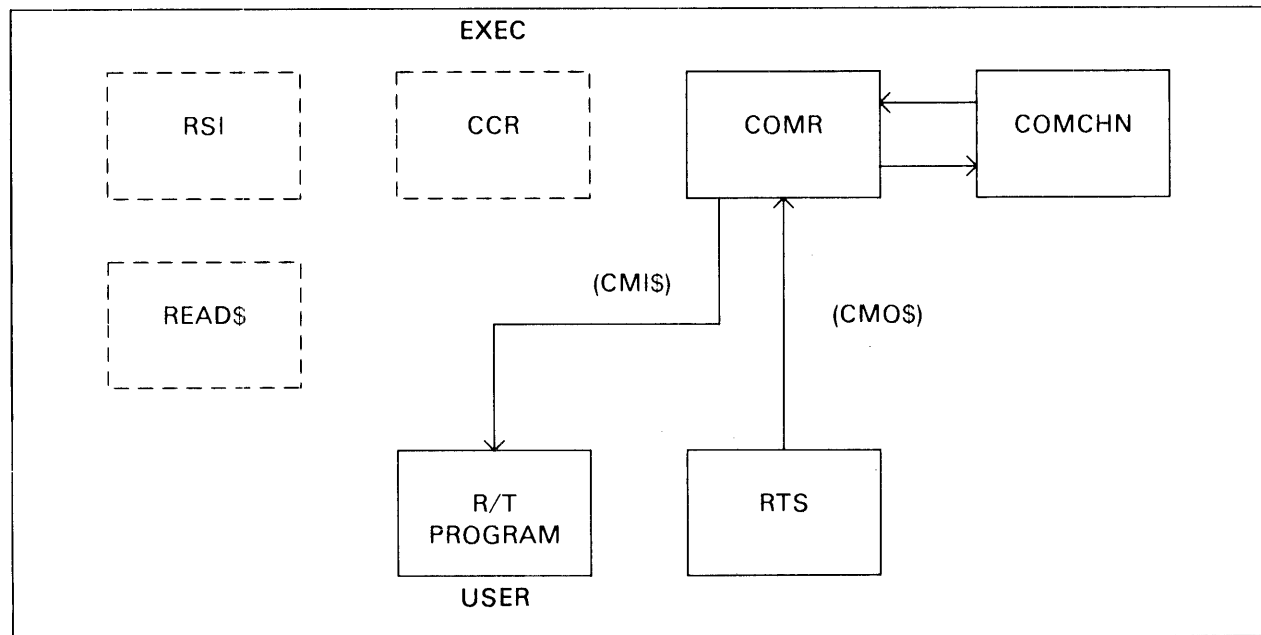 EXEC
RSI
CCR
COMR
COMCHN
READ$
(CMI$)
(CMO$)
R/T
PROGRAM
RTS
USER